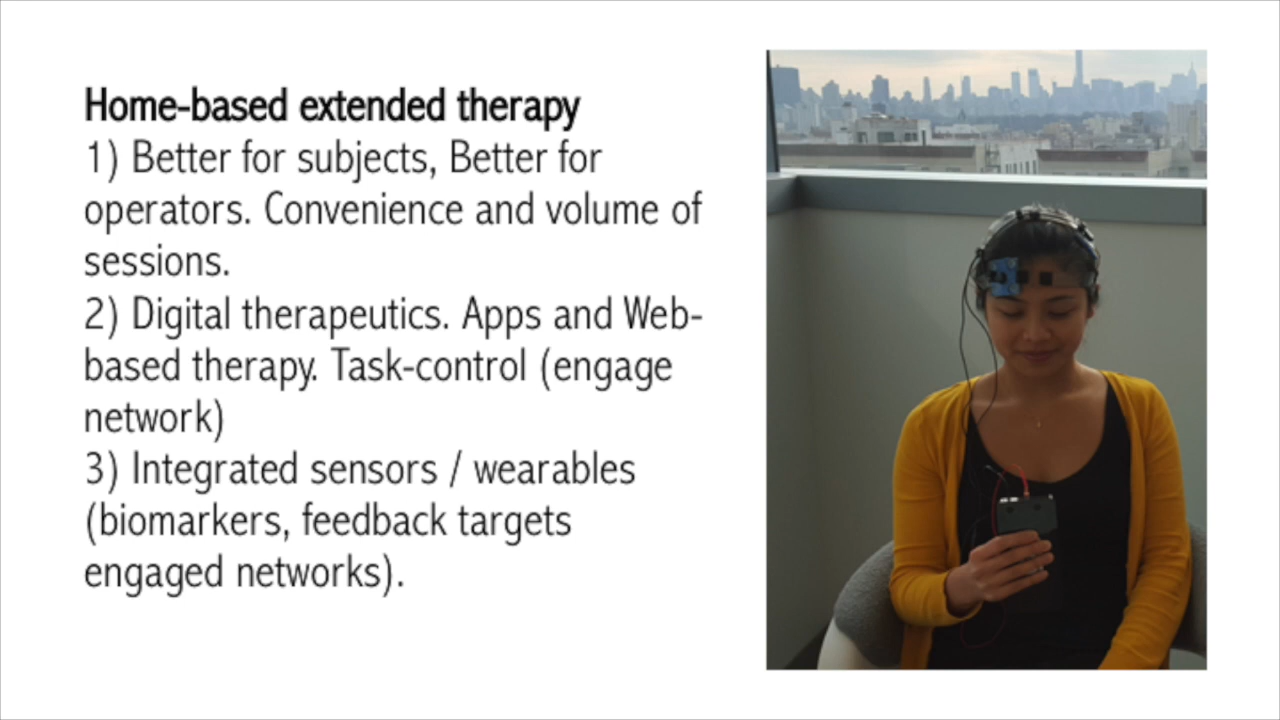 Home-based extended therapy
1) Better for subjects, Better for
operators. Convenience and volume of
sessions.
2) Digital therapeutics. Apps and Web-
based therapy. Task-control (engage
network)
3) Integrated sensors / wearables
(biomarkers, feedback targets
engaged networks).